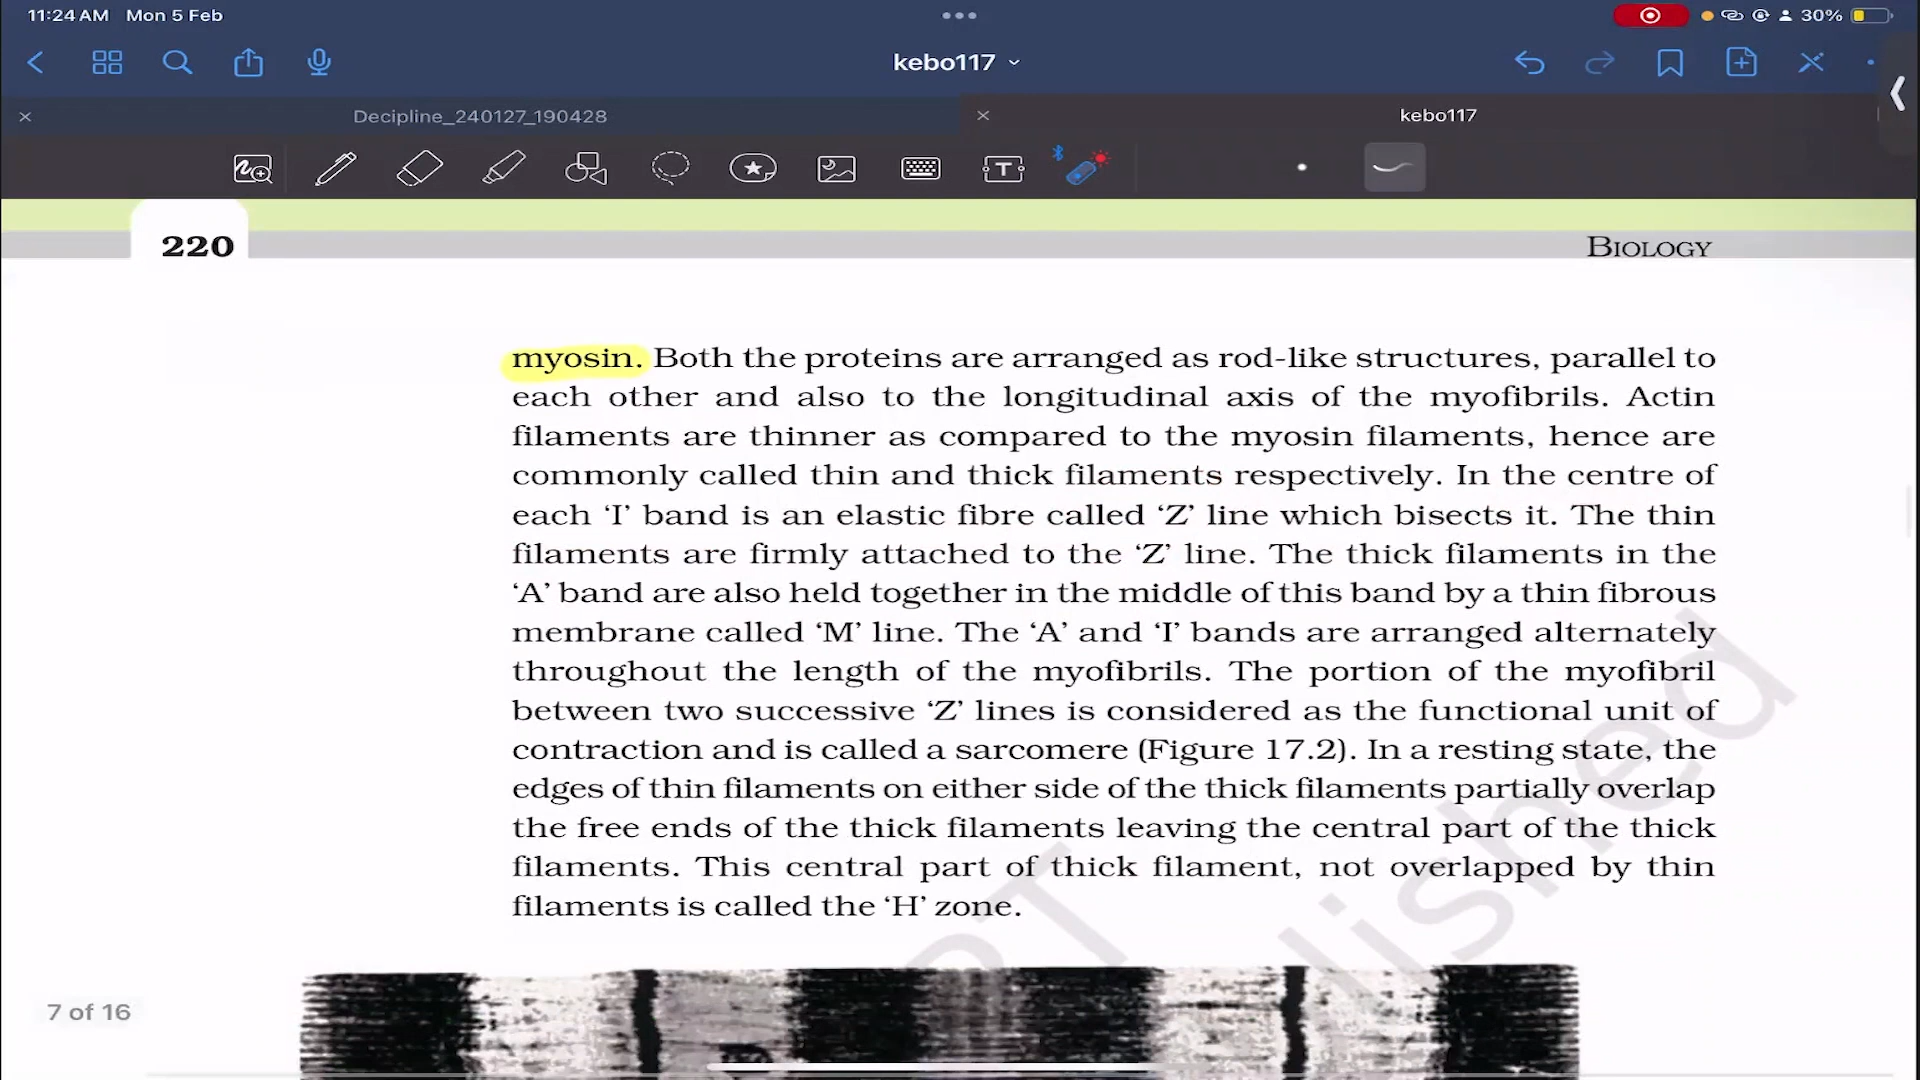 11:24 AM Mon 5 Feb
30%
kebo117
Decipline_240127_190428
kebo117
220
BIOLOGY
myosin. Both the proteins are arranged as rod-like structures, parallel to
each other and also to the longitudinal axis of the myofibrils. Actin
filaments are thinner as compared to the myosin filaments, hence are
commonly called thin and thick filaments respectively. In the centre of
each ‘I’ band is an elastic fibre called ‘Z’ line which bisects it. The thin
filaments are firmly attached to the ‘Z’ line. The thick filaments in the
‘A’ band are also held together in the middle of this band by a thin fibrous
membrane called ‘M’ line. The ‘A’ and ‘I’ bands are arranged alternately
throughout the length of the myofibrils. The portion of the myofibril
between two successive ‘Z’ lines is considered as the functional unit of
contraction and is called a sarcomere (Figure 17.2). In a resting state, the
edges of thin filaments on either side of the thick filaments partially overlap
the free ends of the thick filaments leaving the central part of the thick
filaments. This central part of thick filament, not overlapped by thin
filaments is called the ‘H’ zone.
7 of 16